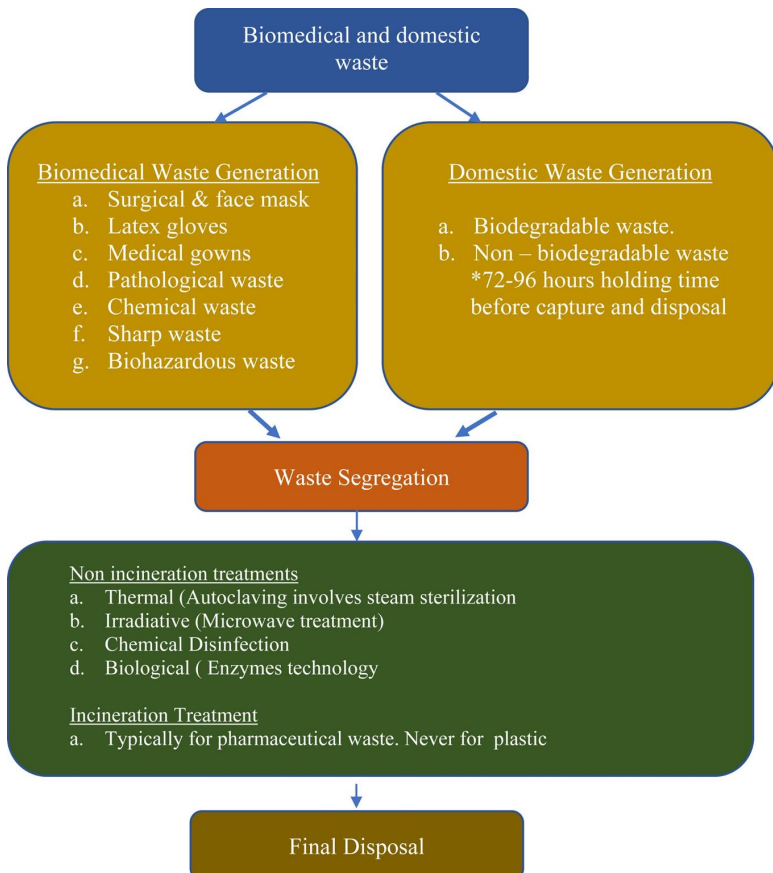 Biomedical and domestic
waste
Biomedical Waste Generation
a. Surgical & face mask
b. Latex gloves
c. Medical gowns
d. Pathological waste
e. Chemical waste
f. Sharp waste
g. Biohazardous waste
Domestic Waste Generation
a. Biodegradable waste.
b. Non – biodegradable waste
*72-96 hours holding time
before capture and disposal
Waste Segregation
Non incineration treatments
a. Thermal (Autoclaving involves steam sterilization
b. Irradiative (Microwave treatment)
c. Chemical Disinfection
d. Biological ( Enzymes technology
Incineration Treatment
a. Typically for pharmaceutical waste. Never for plastic
Final Disposal